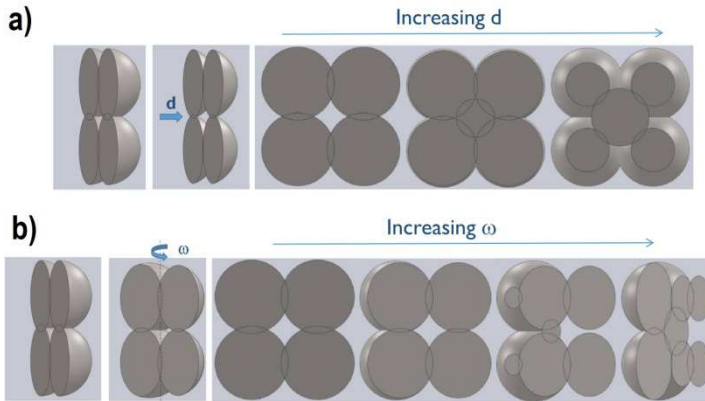 a)
Increasing d
d
b)
Increasing ω
ω